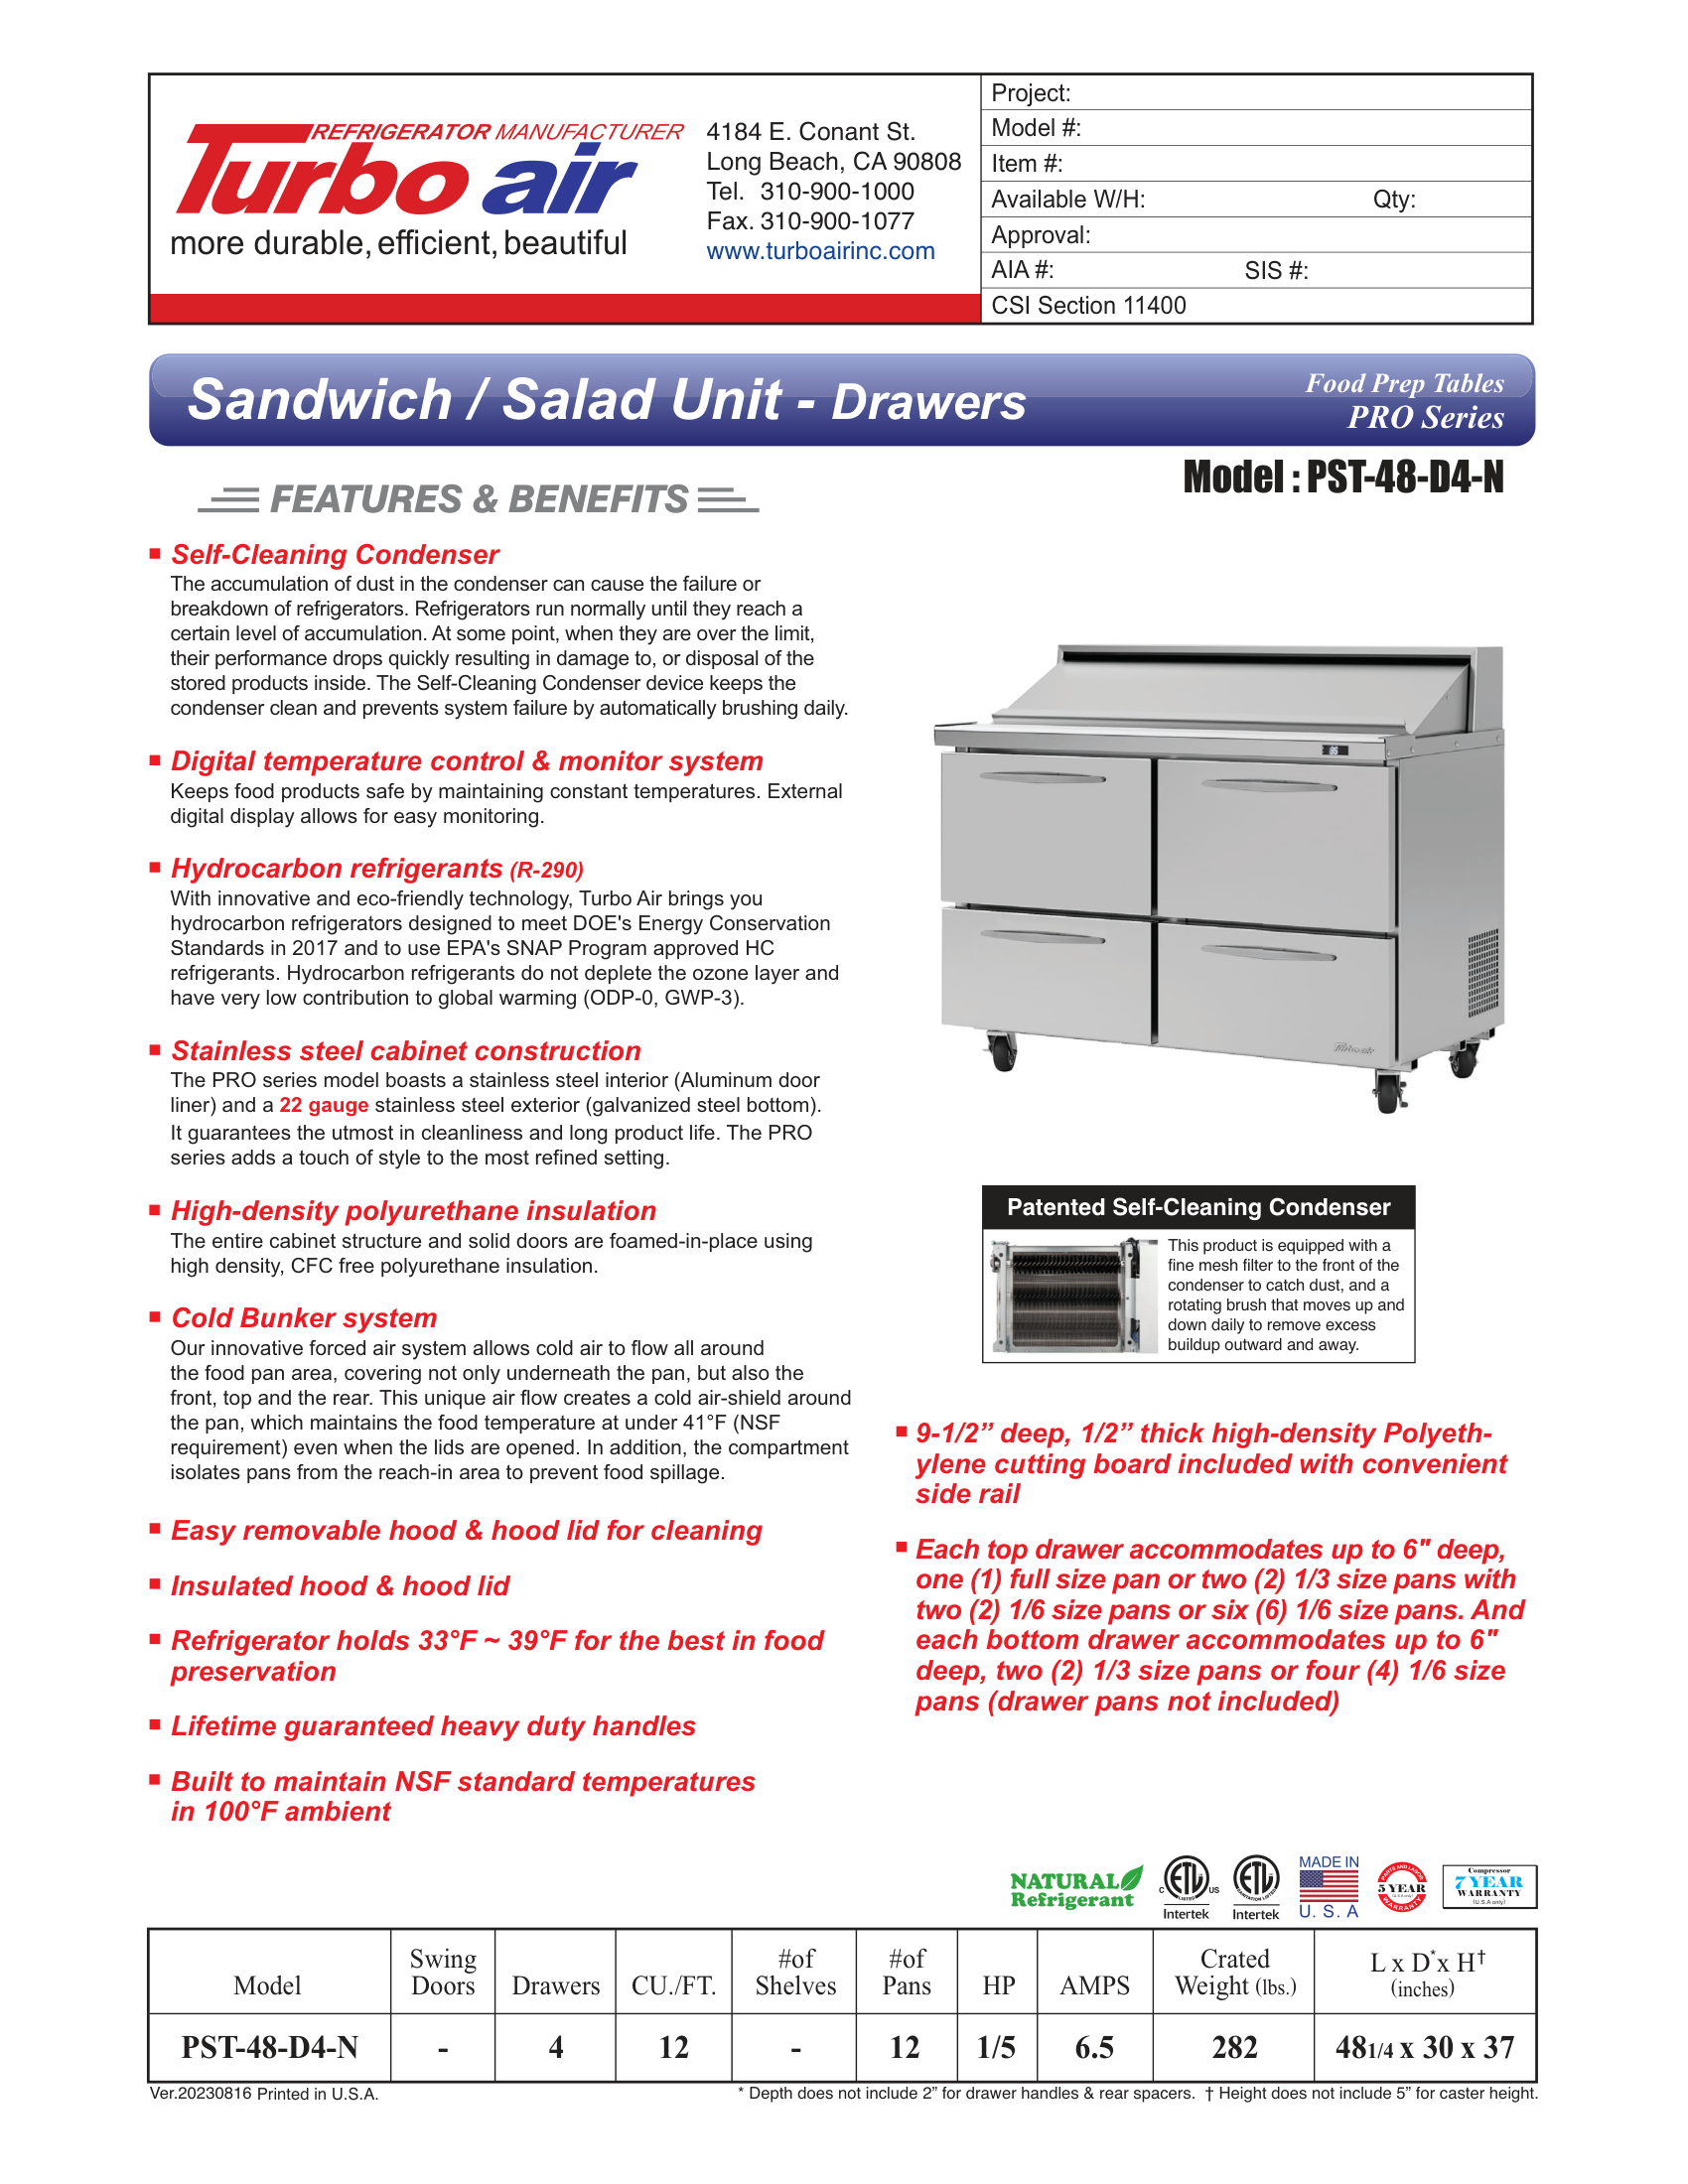 REFRIGERATOR MANUFACTURER
Turbo air
more durable, efficient, beautiful
4184 E. Conant St.
Long Beach, CA 90808
Tel. 310-900-1000
Fax. 310-900-1077
www.turboairinc.com
Project:
Model #:
Item #:
Available W/H: Qty:
Approval:
AIA #: SIS #:
CSI Section 11400
Sandwich / Salad Unit - Drawers
Food Prep Tables
PRO Series
Model : PST-48-D4-N
FEATURES & BENEFITS
Self-Cleaning Condenser
The accumulation of dust in the condenser can cause the failure or
breakdown of refrigerators. Refrigerators run normally until they reach a
certain level of accumulation. At some point, when they are over the limit,
their performance drops quickly resulting in damage to, or disposal of the
stored products inside. The Self-Cleaning Condenser device keeps the
condenser clean and prevents system failure by automatically brushing daily.
Digital temperature control & monitor system
Keeps food products safe by maintaining constant temperatures. External
digital display allows for easy monitoring.
Hydrocarbon refrigerants (R-290)
With innovative and eco-friendly technology, Turbo Air brings you
hydrocarbon refrigerators designed to meet DOE's Energy Conservation
Standards in 2017 and to use EPA's SNAP Program approved HC
refrigerants. Hydrocarbon refrigerants do not deplete the ozone layer and
have very low contribution to global warming (ODP-0, GWP-3).
Stainless steel cabinet construction
The PRO series model boasts a stainless steel interior (Aluminum door
liner) and a 22 gauge stainless steel exterior (galvanized steel bottom).
It guarantees the utmost in cleanliness and long product life. The PRO
series adds a touch of style to the most refined setting.
High-density polyurethane insulation
The entire cabinet structure and solid doors are foamed-in-place using
high density, CFC free polyurethane insulation.
Cold Bunker system
Our innovative forced air system allows cold air to flow all around
the food pan area, covering not only underneath the pan, but also the
front, top and the rear. This unique air flow creates a cold air-shield around
the pan, which maintains the food temperature at under 41°F (NSF
requirement) even when the lids are opened. In addition, the compartment
isolates pans from the reach-in area to prevent food spillage.
Easy removable hood & hood lid for cleaning
Insulated hood & hood lid
Refrigerator holds 33°F ~ 39°F for the best in food
preservation
Lifetime guaranteed heavy duty handles
Built to maintain NSF standard temperatures
in 100°F ambient
Turbo air
Patented Self-Cleaning Condenser
This product is equipped with a
fine mesh filter to the front of the
condenser to catch dust, and a
rotating brush that moves up and
down daily to remove excess
buildup outward and away.
9-1/2” deep, 1/2” thick high-density Polyeth-
ylene cutting board included with convenient
side rail
Each top drawer accommodates up to 6" deep,
one (1) full size pan or two (2) 1/3 size pans with
two (2) 1/6 size pans or six (6) 1/6 size pans. And
each bottom drawer accommodates up to 6"
deep, two (2) 1/3 size pans or four (4) 1/6 size
pans (drawer pans not included)
NATURAL
Refrigerant
C ETL US
LISTED
Intertek
ETL
SANITATION LISTED
Intertek
MADE IN
U. S. A
PARTS AND LABOR
5 YEAR
(U.S.A only)
WARRANTY
Compressor
7 YEAR
WARRANTY
(U.S.A only)
Model Swing Doors Drawers CU./FT. #of Shelves #of Pans HP AMPS Crated Weight (lbs.) L x D* x H† (inches)
PST-48-D4-N - 4 12 - 12 1/5 6.5 282 481/4 x 30 x 37
Ver.20230816 Printed in U.S.A.
* Depth does not include 2” for drawer handles & rear spacers. † Height does not include 5” for caster height.